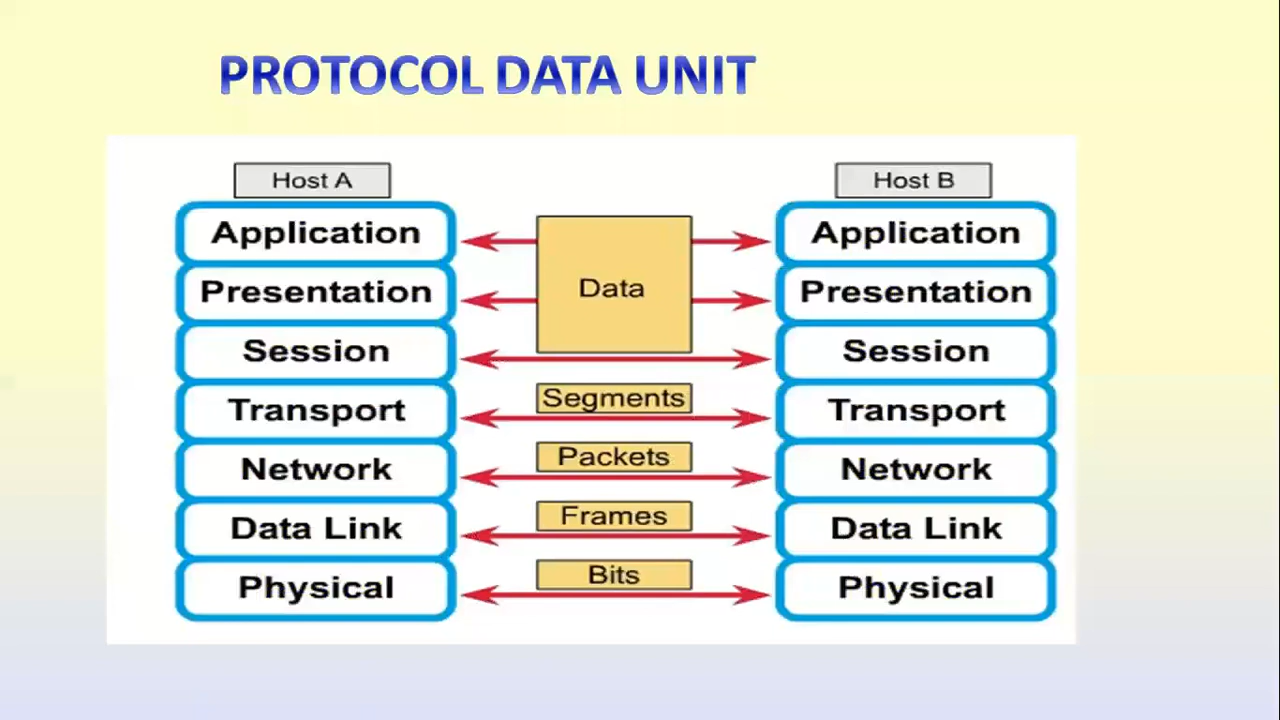 PROTOCOL DATA UNIT
Host A
Host B
Application
Application
Presentation
Data
Presentation
Session
Session
Transport
Segments
Transport
Network
Packets
Network
Data Link
Frames
Data Link
Physical
Bits
Physical